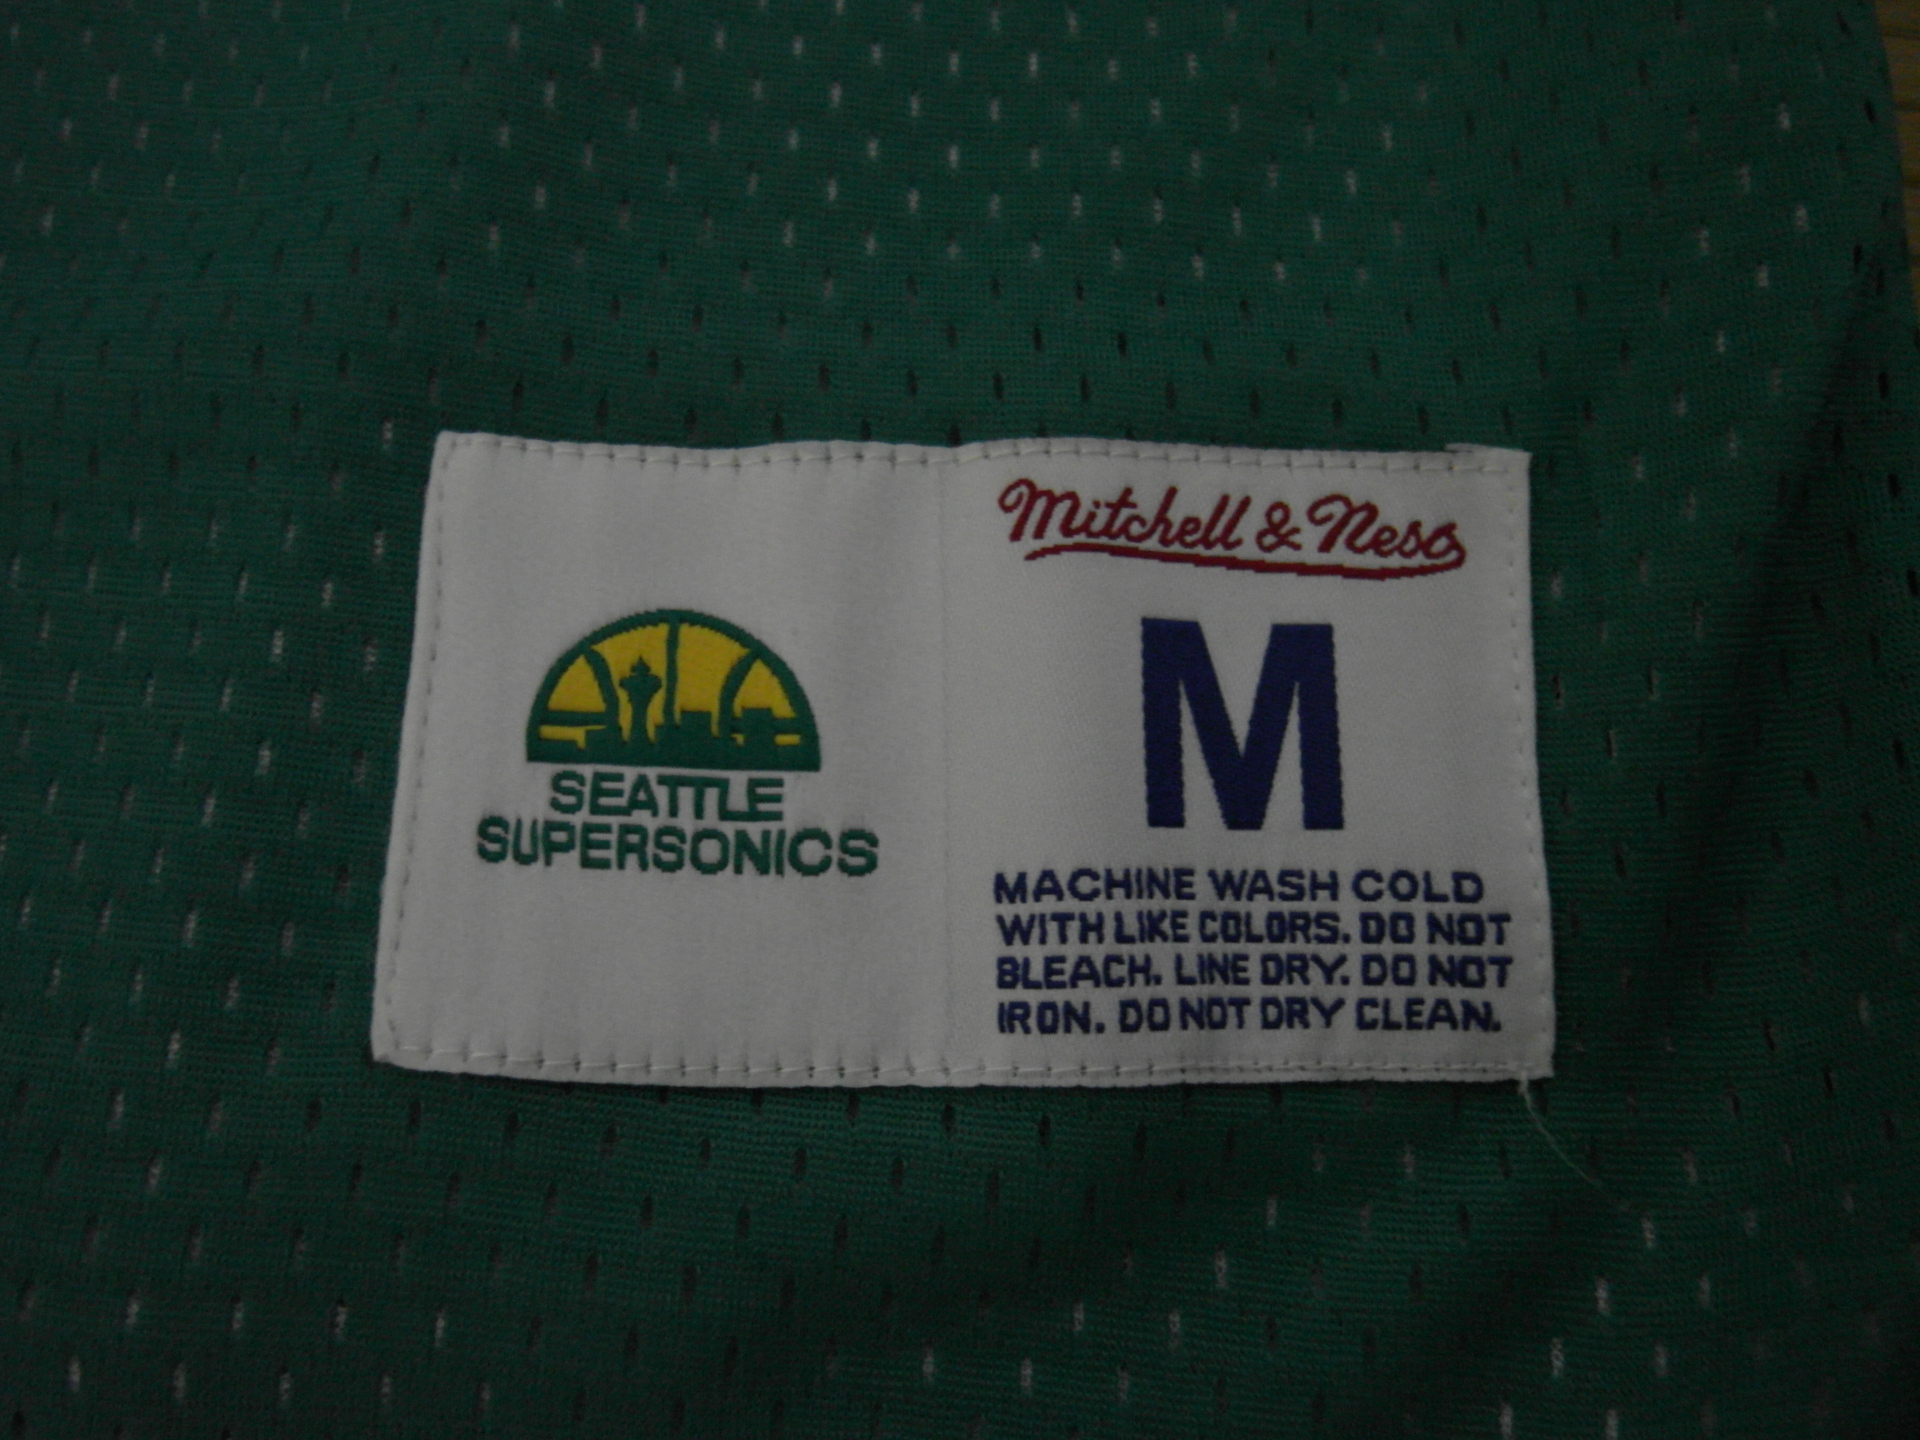 SEATTLE
SUPERSONICS
Mitchell & Ness
M
MACHINE WASH COLD
WITH LIKE COLORS. DO NOT
BLEACH. LINE DRY. DO NOT
IRON. DO NOT DRY CLEAN.